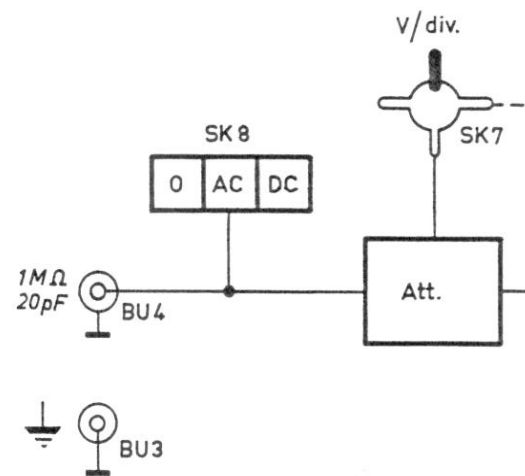 V/div.
SK7
SK8
0 AC DC
1MΩ
20pF
BU4
Att.
BU3